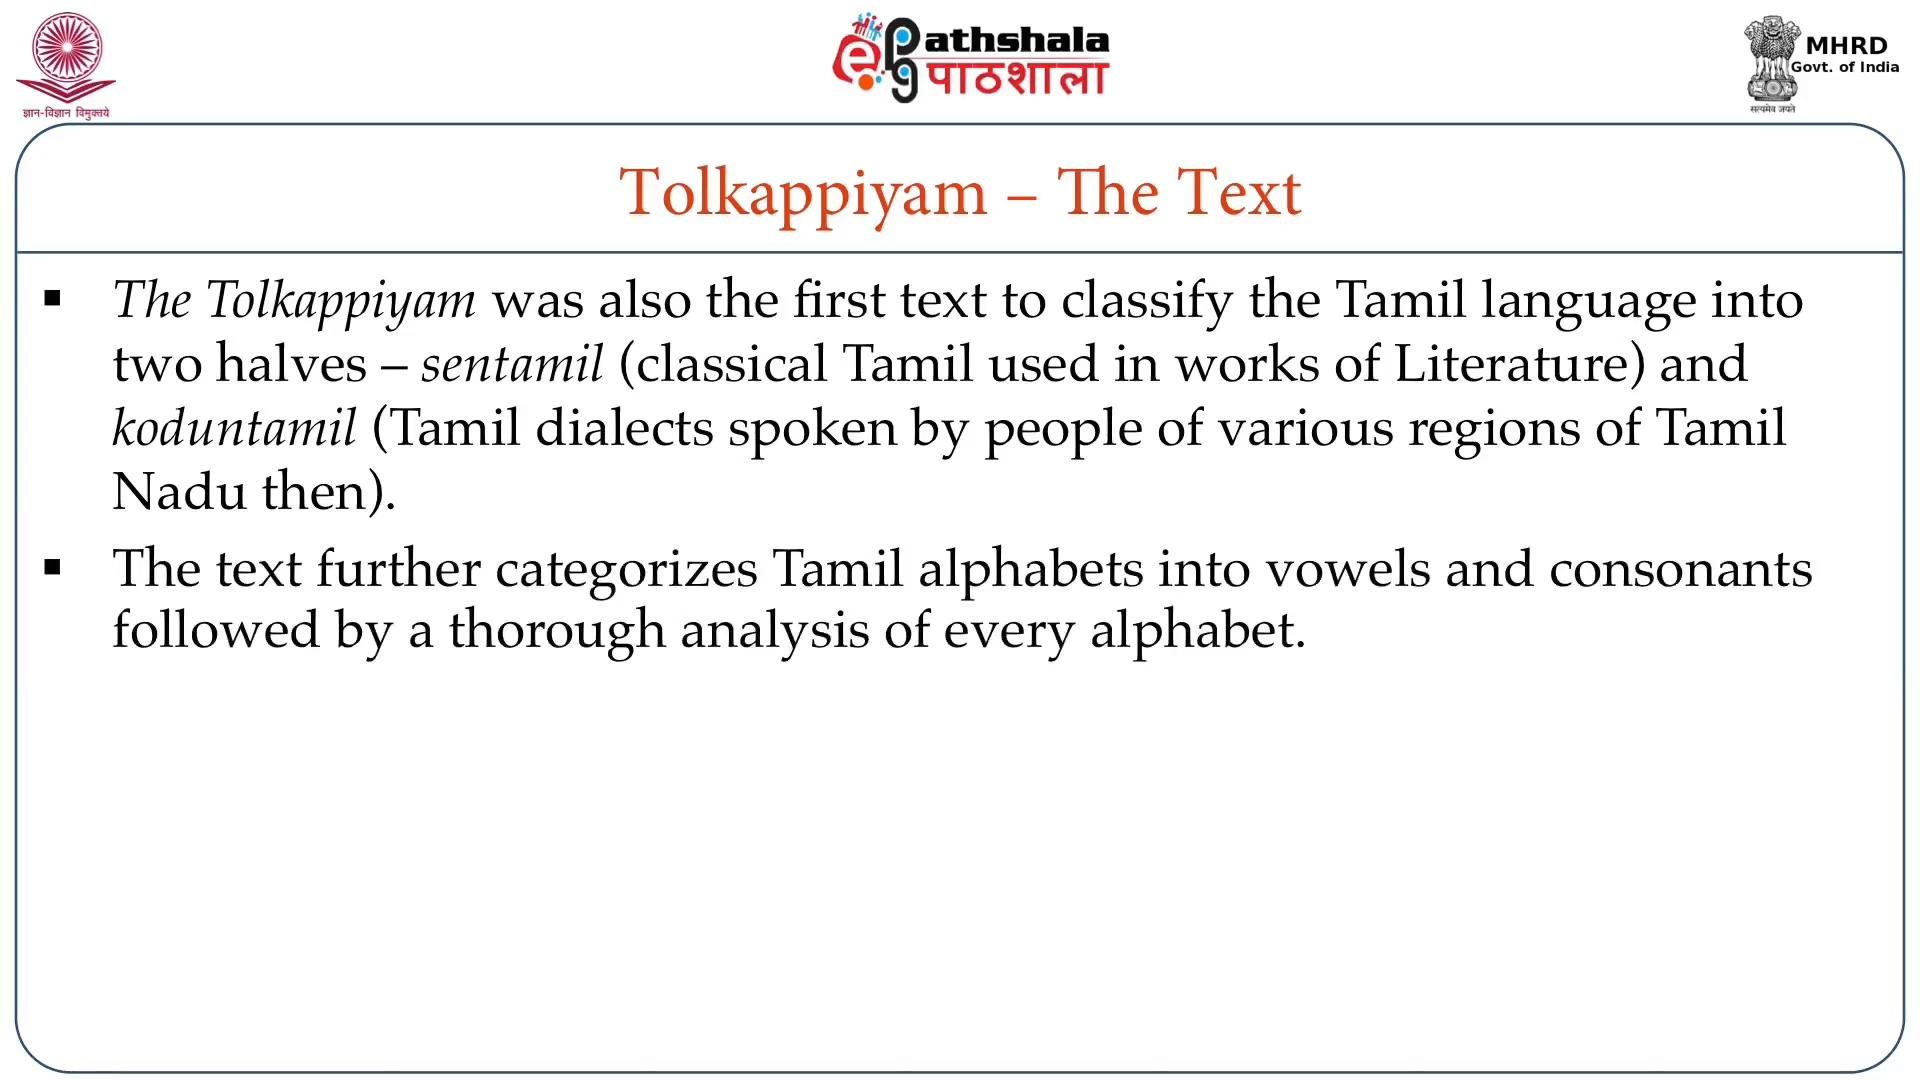 ज्ञान-विज्ञान विमुक्तये
e Pathshala
pg पाठशाला
MHRD
Govt. of India
सत्यमेव जयते
Tolkappiyam – The Text
▪ The Tolkappiyam was also the first text to classify the Tamil language into
two halves – sentamil (classical Tamil used in works of Literature) and
koduntamil (Tamil dialects spoken by people of various regions of Tamil
Nadu then).
▪ The text further categorizes Tamil alphabets into vowels and consonants
followed by a thorough analysis of every alphabet.